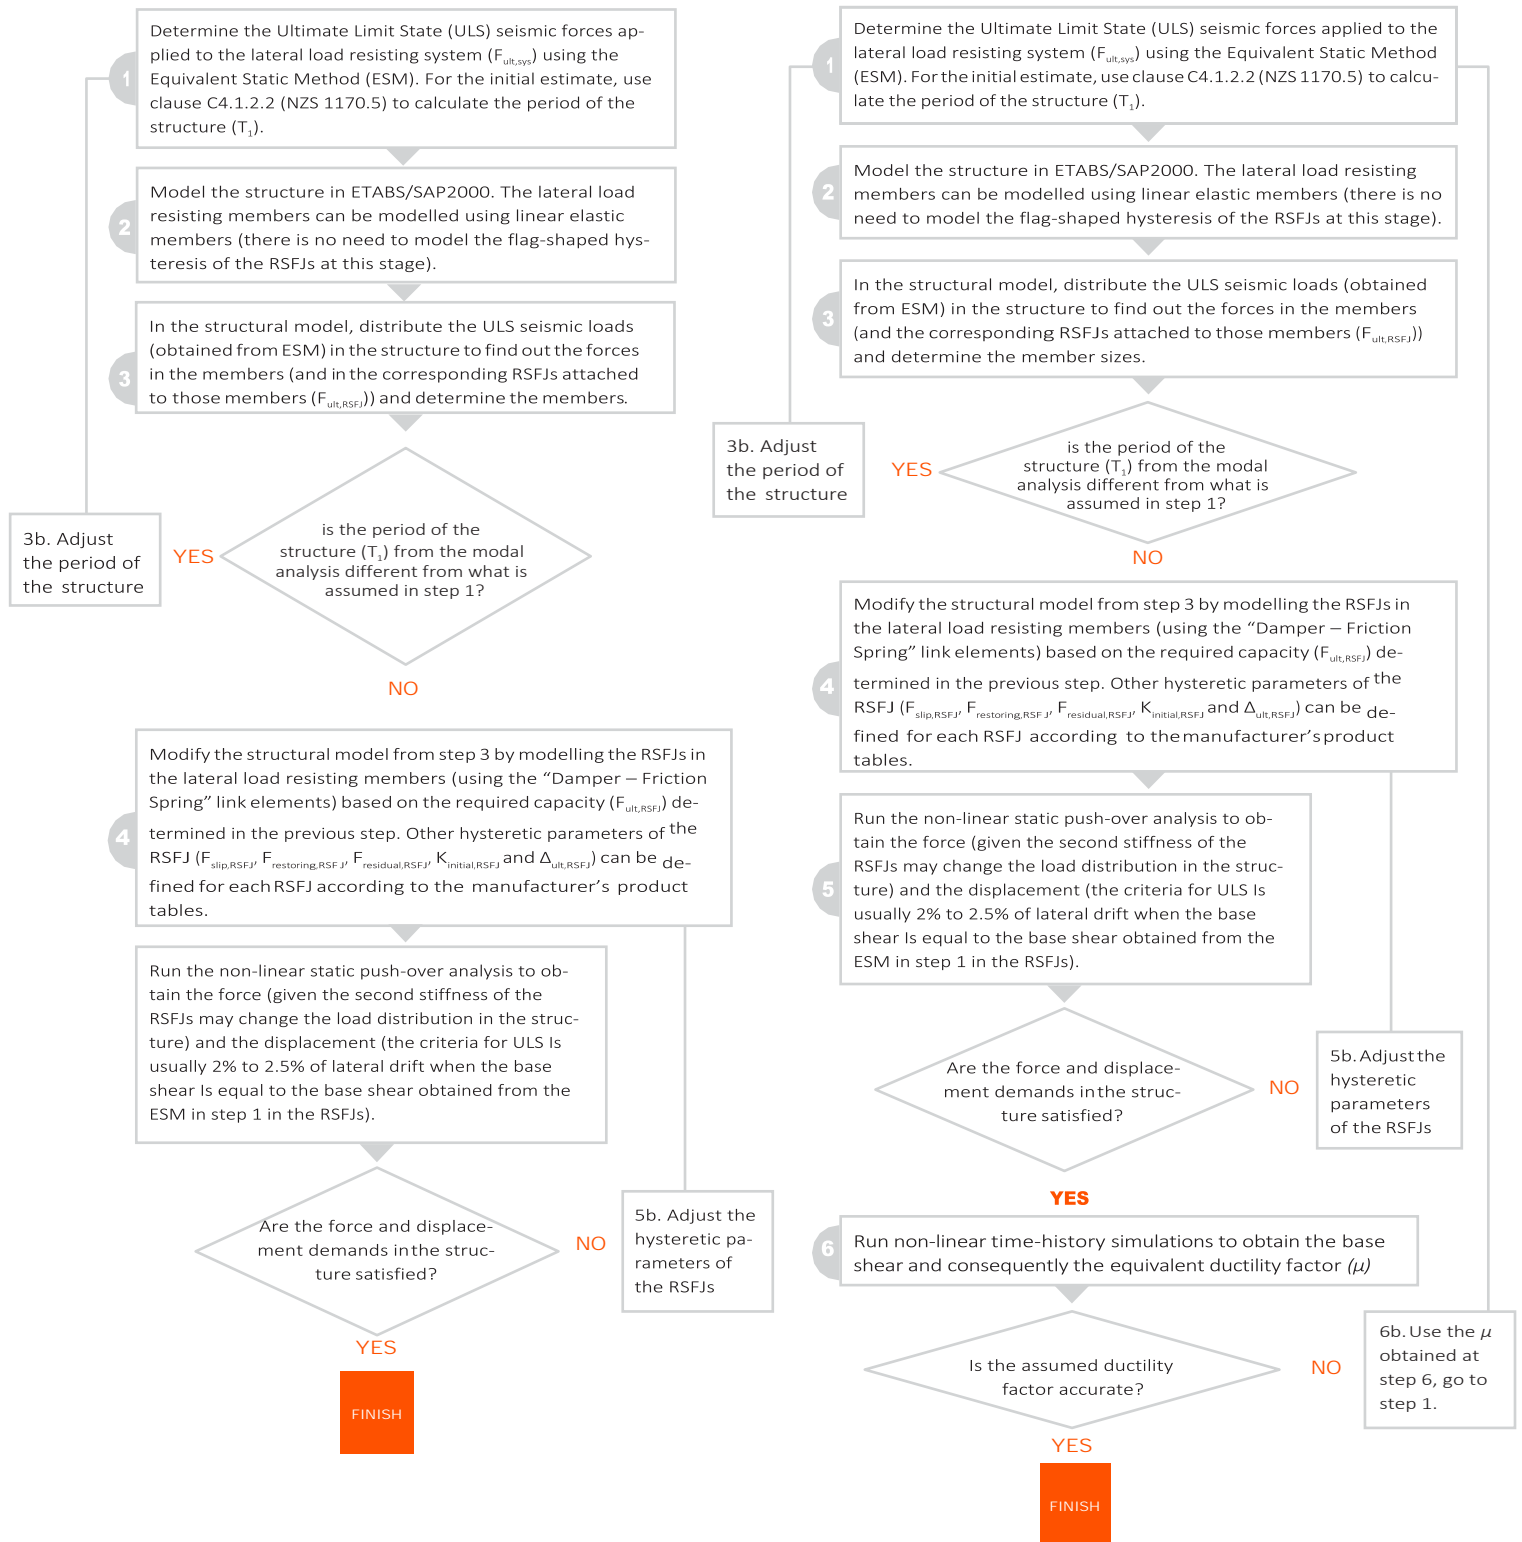 1
Determine the Ultimate Limit State (ULS) seismic forces ap-
plied to the lateral load resisting system (Fult,sys) using the
Equivalent Static Method (ESM). For the initial estimate, use
clause C4.1.2.2 (NZS 1170.5) to calculate the period of the
structure (T1).
2
Model the structure in ETABS/SAP2000. The lateral load
resisting members can be modelled using linear elastic
members (there is no need to model the flag-shaped hys-
teresis of the RSFJs at this stage).
3
In the structural model, distribute the ULS seismic loads
(obtained from ESM) in the structure to find out the forces
in the members (and in the corresponding RSFJs attached
to those members (Fult,RSFJ)) and determine the members.
3b. Adjust
the period of
the structure
YES
is the period of the
structure (T1) from the modal
analysis different from what is
assumed in step 1?
NO
4
Modify the structural model from step 3 by modelling the RSFJs in
the lateral load resisting members (using the “Damper – Friction
Spring” link elements) based on the required capacity (Fult,RSFJ) de-
termined in the previous step. Other hysteretic parameters of the
RSFJ (Fslip,RSFJ, Frestoring,RSFJ, Fresidual,RSFJ, Kinitial,RSFJ and Δult,RSFJ) can be de-
fined for each RSFJ according to the manufacturer’s product
tables.
Run the non-linear static push-over analysis to ob-
tain the force (given the second stiffness of the
RSFJs may change the load distribution in the struc-
ture) and the displacement (the criteria for ULS Is
usually 2% to 2.5% of lateral drift when the base
shear Is equal to the base shear obtained from the
ESM in step 1 in the RSFJs).
Are the force and displace-
ment demands in the struc-
ture satisfied?
NO
5b. Adjust the
hysteretic pa-
rameters of
the RSFJs
YES
FINISH
1
Determine the Ultimate Limit State (ULS) seismic forces applied to the
lateral load resisting system (Fult,sys) using the Equivalent Static Method
(ESM). For the initial estimate, use clause C4.1.2.2 (NZS 1170.5) to calcu-
late the period of the structure (T1).
2
Model the structure in ETABS/SAP2000. The lateral load resisting
members can be modelled using linear elastic members (there is no
need to model the flag-shaped hysteresis of the RSFJs at this stage).
3
In the structural model, distribute the ULS seismic loads (obtained
from ESM) in the structure to find out the forces in the members
(and the corresponding RSFJs attached to those members (Fult,RSFJ))
and determine the member sizes.
3b. Adjust
the period of
the structure
YES
is the period of the
structure (T1) from the modal
analysis different from what is
assumed in step 1?
NO
4
Modify the structural model from step 3 by modelling the RSFJs in
the lateral load resisting members (using the “Damper – Friction
Spring” link elements) based on the required capacity (Fult,RSFJ) de-
termined in the previous step. Other hysteretic parameters of the
RSFJ (Fslip,RSFJ, Frestoring,RSFJ, Fresidual,RSFJ, Kinitial,RSFJ and Δult,RSFJ) can be de-
fined for each RSFJ according to the manufacturer’s product
tables.
5
Run the non-linear static push-over analysis to ob-
tain the force (given the second stiffness of the
RSFJs may change the load distribution in the struc-
ture) and the displacement (the criteria for ULS Is
usually 2% to 2.5% of lateral drift when the base
shear Is equal to the base shear obtained from the
ESM in step 1 in the RSFJs).
Are the force and displace-
ment demands in the struc-
ture satisfied?
NO
5b. Adjust the
hysteretic
parameters
of the RSFJs
YES
6
Run non-linear time-history simulations to obtain the base
shear and consequently the equivalent ductility factor (μ)
Is the assumed ductility
factor accurate?
NO
6b. Use the μ
obtained at
step 6, go to
step 1.
YES
FINISH